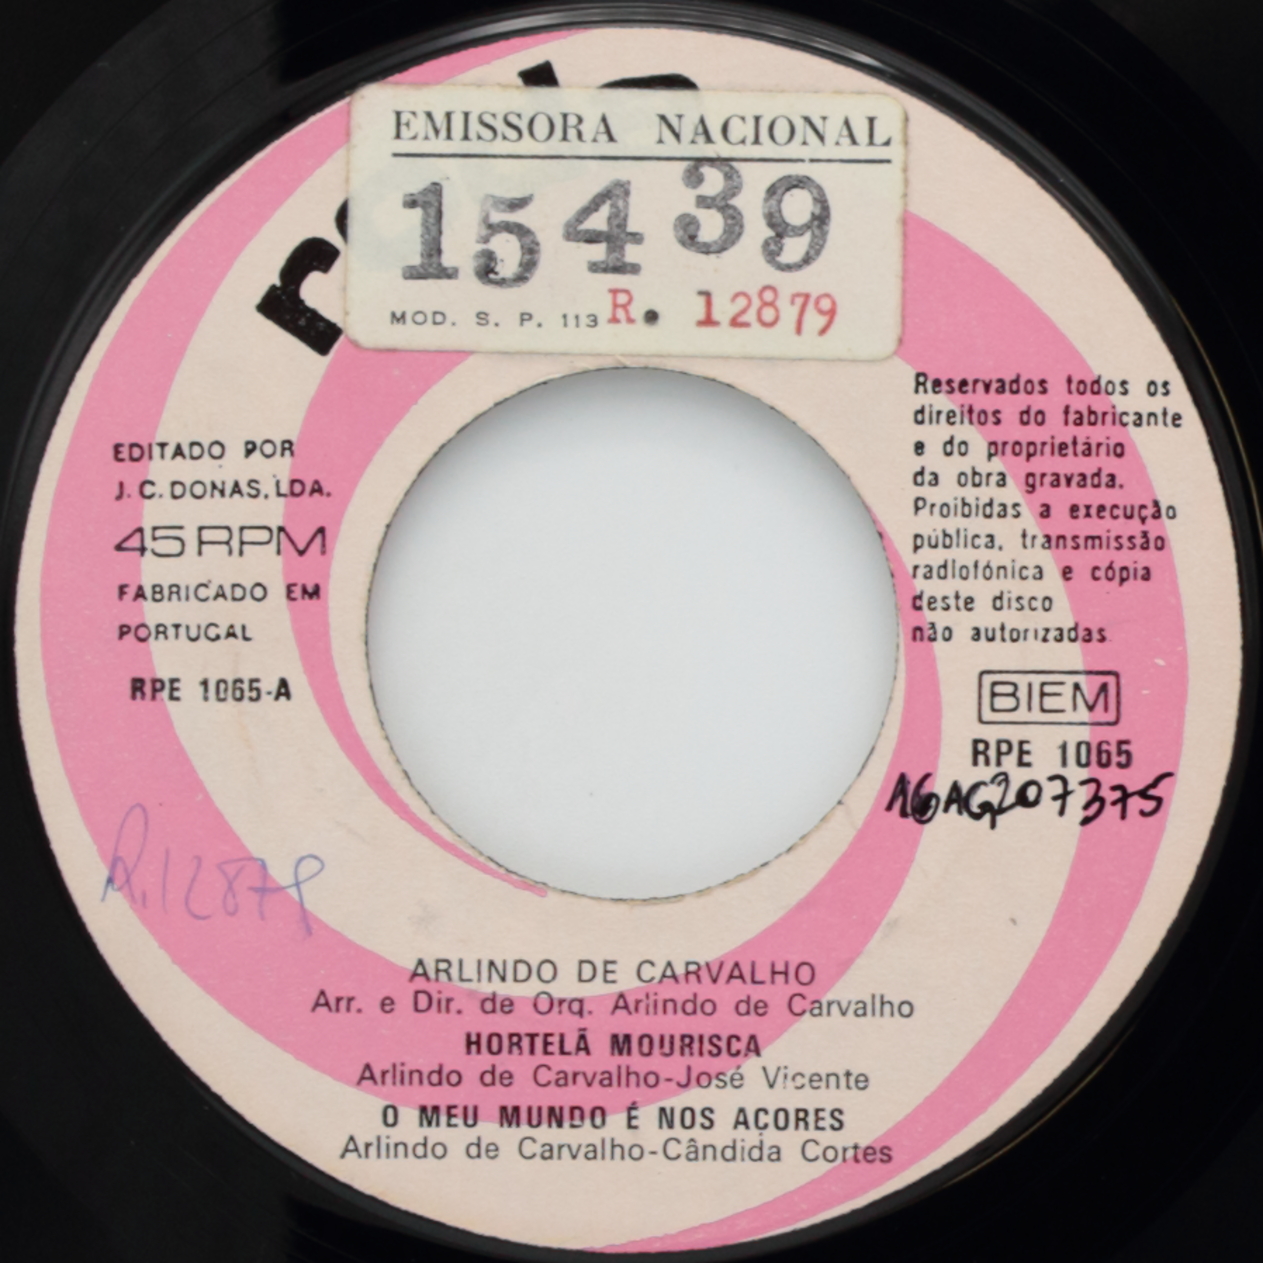 EMISSORA NACIONAL
15439
MOD. S. P. 113 R. 12879
EDITADO POR
J. C. DONAS, LDA.
45 RPM
FABRICADO EM
PORTUGAL
RPE 1065-A
Reservados todos os
direitos do fabricante
e do proprietário
da obra gravada.
Proibidas a execução
pública, transmissão
radiofónica e cópia
deste disco
não autorizadas
BIEM
RPE 1065
16AG207375
R.12879
ARLINDO DE CARVALHO
Arr. e Dir. de Orq. Arlindo de Carvalho
HORTELÃ MOURISCA
Arlindo de Carvalho-José Vicente
O MEU MUNDO É NOS AÇORES
Arlindo de Carvalho-Cândida Cortes